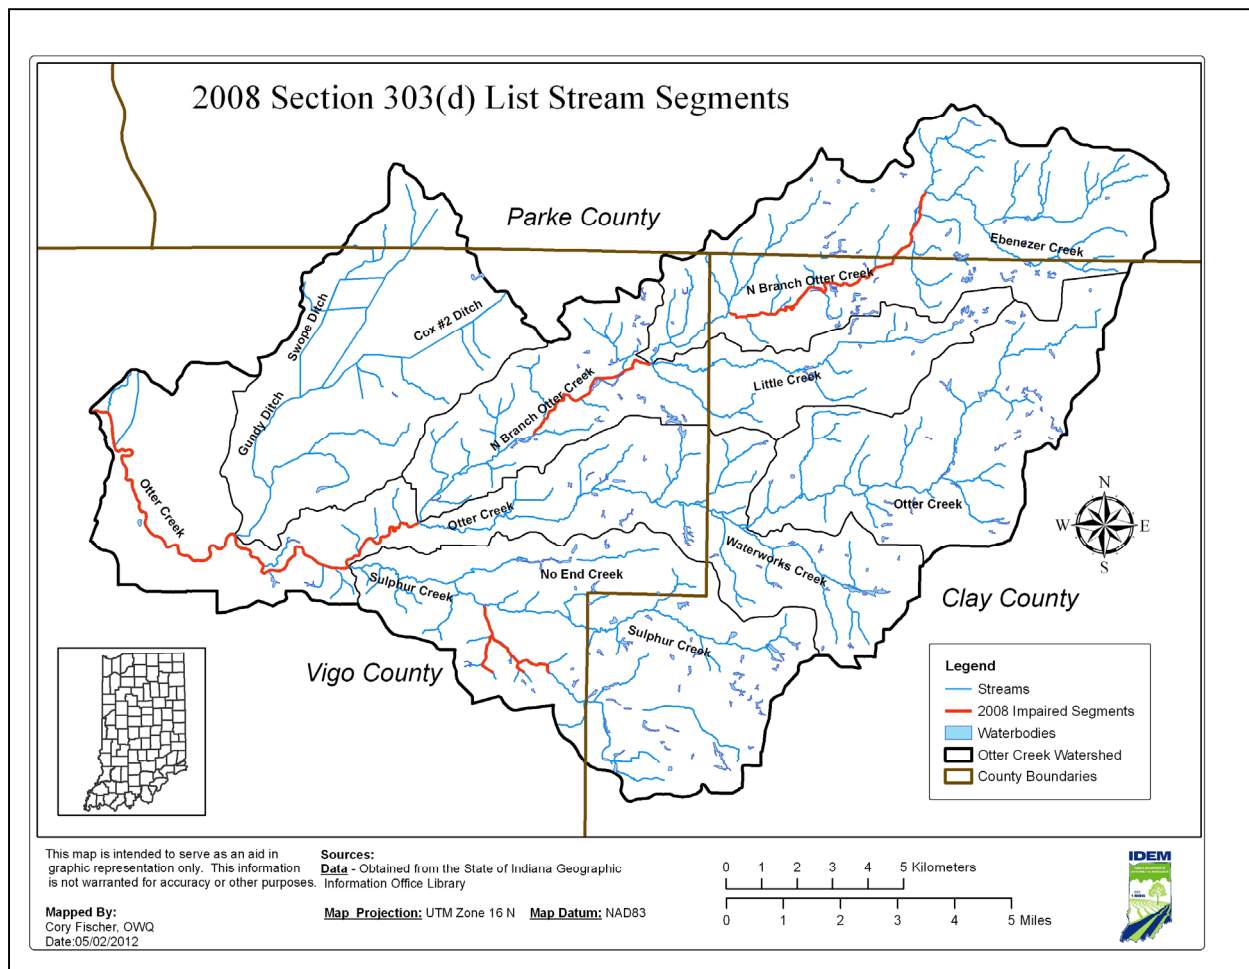 2008 Section 303(d) List Stream Segments
Parke County
Ebenezer Creek
N Branch Otter Creek
Swope Ditch
Cox #2 Ditch
Little Creek
N Branch Otter Creek
Gundy Ditch
Otter Creek
Otter Creek
Otter Creek
Waterworks Creek
No End Creek
Sulphur Creek
Sulphur Creek
Clay County
Vigo County
N
W E
S
Legend
Streams
2008 Impaired Segments
Waterbodies
Otter Creek Watershed
County Boundaries
This map is intended to serve as an aid in
graphic representation only. This information
is not warranted for accuracy or other purposes.
Mapped By:
Cory Fischer, OWQ
Date:05/02/2012
Sources:
Data - Obtained from the State of Indiana Geographic
Information Office Library
Map Projection: UTM Zone 16 N Map Datum: NAD83
0 1 2 3 4 5 Kilometers
0 1 2 3 4 5 Miles
IDEM